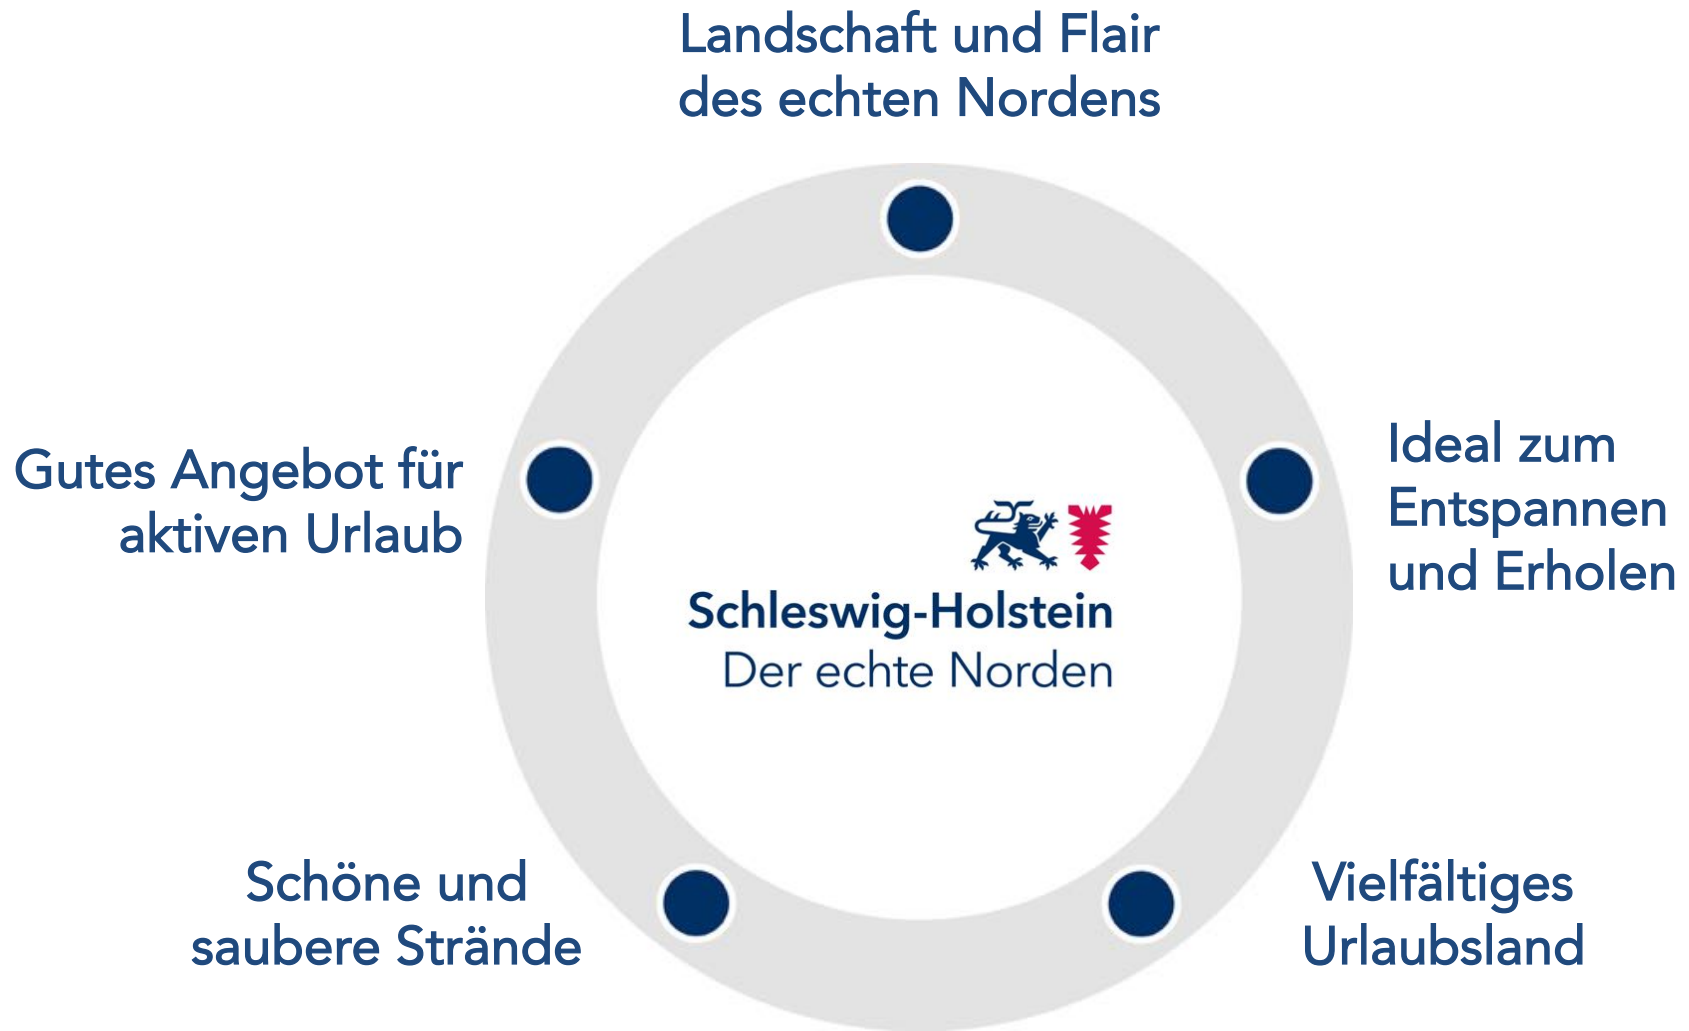 Landschaft und Flair
des echten Nordens
Gutes Angebot für
aktiven Urlaub
Ideal zum
Entspannen
und Erholen
Schleswig-Holstein
Der echte Norden
Schöne und
saubere Strände
Vielfältiges
Urlaubsland